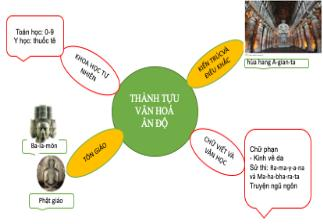 Toán học: 0-9
Y học: thuốc tê
KHOA HỌC TỰ
NHIÊN
KIẾN TRÚC VÀ
ĐIÊU KHẮC
hùa hang A-gian-ta
THÀNH TỰU
VĂN HOÁ
ẤN ĐỘ
Ba-la-môn
TÔN GIÁO
Phật giáo
CHỮ VIẾT VÀ
VĂN HỌC
Chữ phạn
- Kinh vê đa
Sử thi: Ra-ma-y-a-na
và Ma-ha-bha-ra-ta
Truyện ngũ ngôn